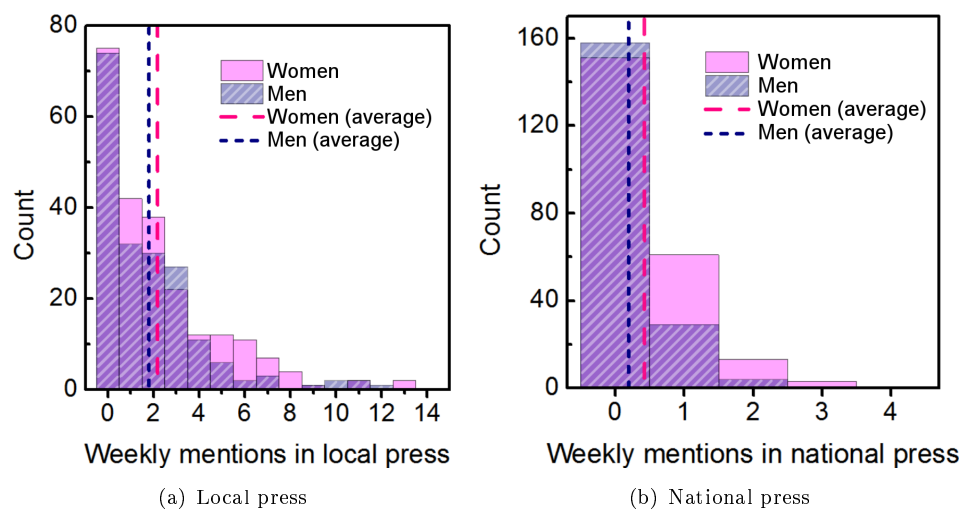 80
60
40
20
0
Count
Women
Men
Women (average)
Men (average)
0 2 4 6 8 10 12 14
Weekly mentions in local press
(a) Local press
160
120
80
40
0
Count
Women
Men
Women (average)
Men (average)
0 1 2 3 4
Weekly mentions in national press
(b) National press